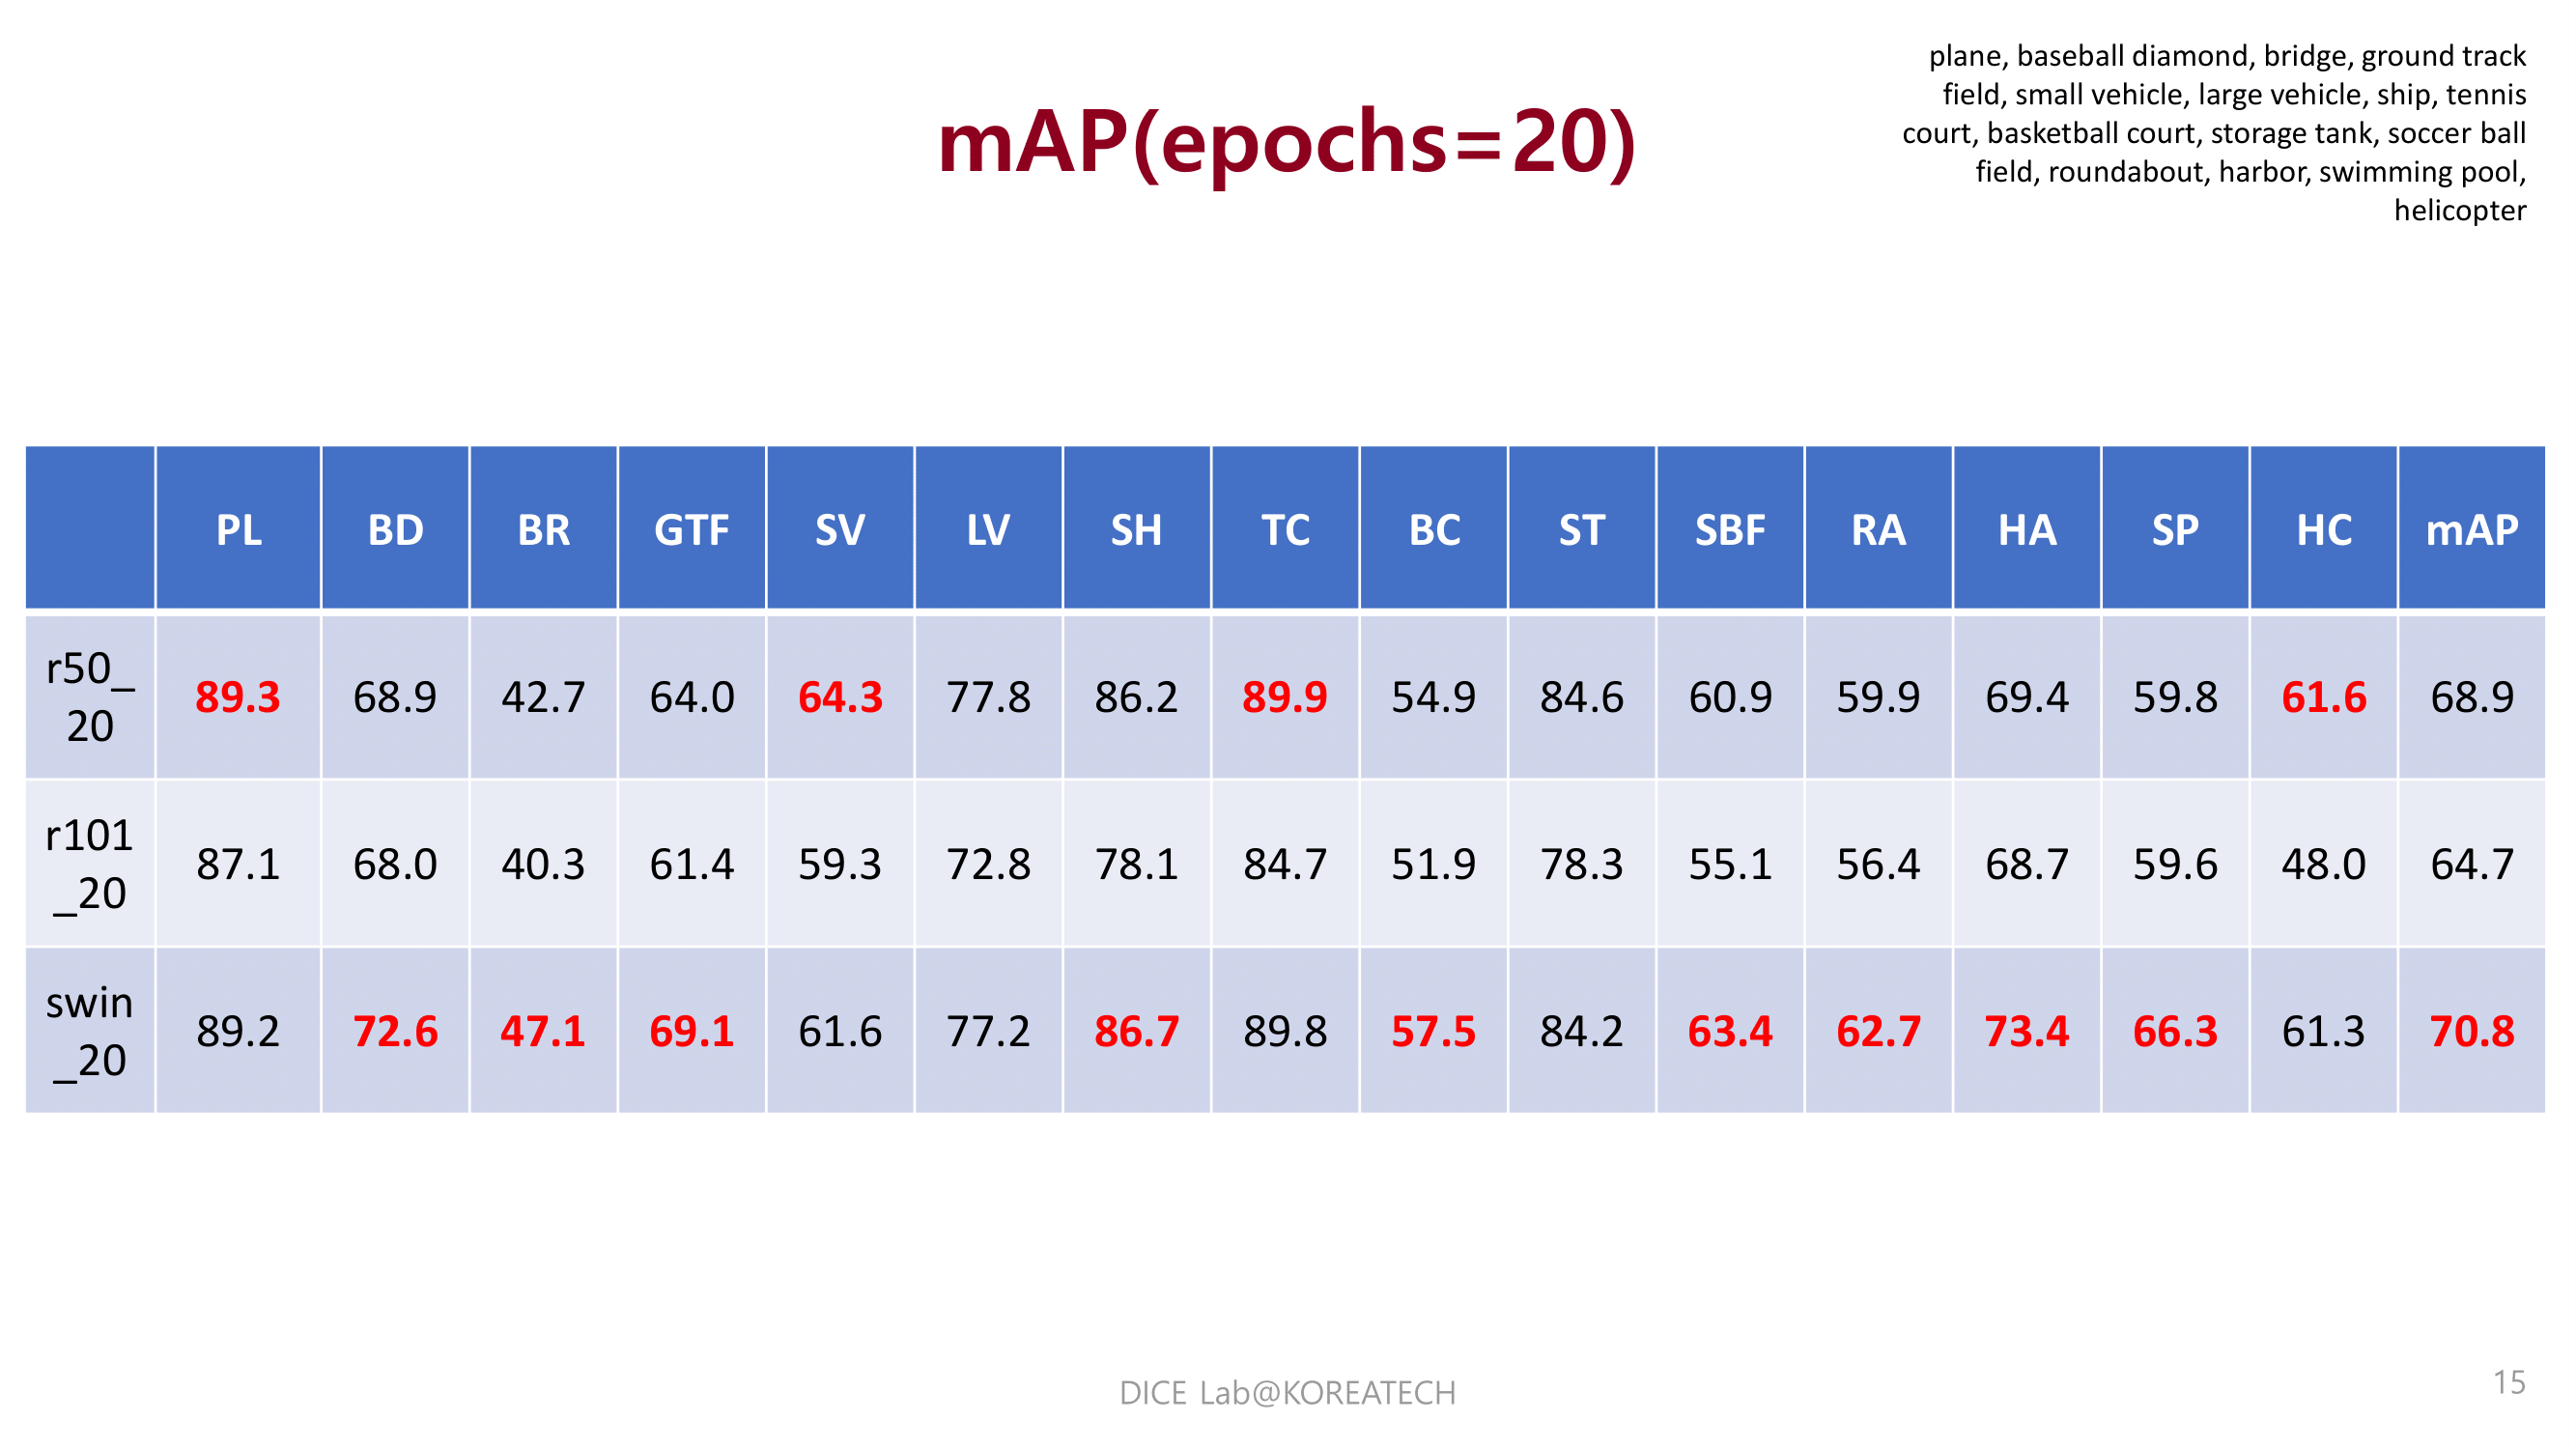 mAP(epochs=20)
plane, baseball diamond, bridge, ground track
field, small vehicle, large vehicle, ship, tennis
court, basketball court, storage tank, soccer ball
field, roundabout, harbor, swimming pool,
helicopter
PL BD BR GTF SV LV SH TC BC ST SBF RA HA SP HC mAP
r50_
20 89.3 68.9 42.7 64.0 64.3 77.8 86.2 89.9 54.9 84.6 60.9 59.9 69.4 59.8 61.6 68.9
r101
_20 87.1 68.0 40.3 61.4 59.3 72.8 78.1 84.7 51.9 78.3 55.1 56.4 68.7 59.6 48.0 64.7
swin
_20 89.2 72.6 47.1 69.1 61.6 77.2 86.7 89.8 57.5 84.2 63.4 62.7 73.4 66.3 61.3 70.8
DICE Lab@KOREATECH
15